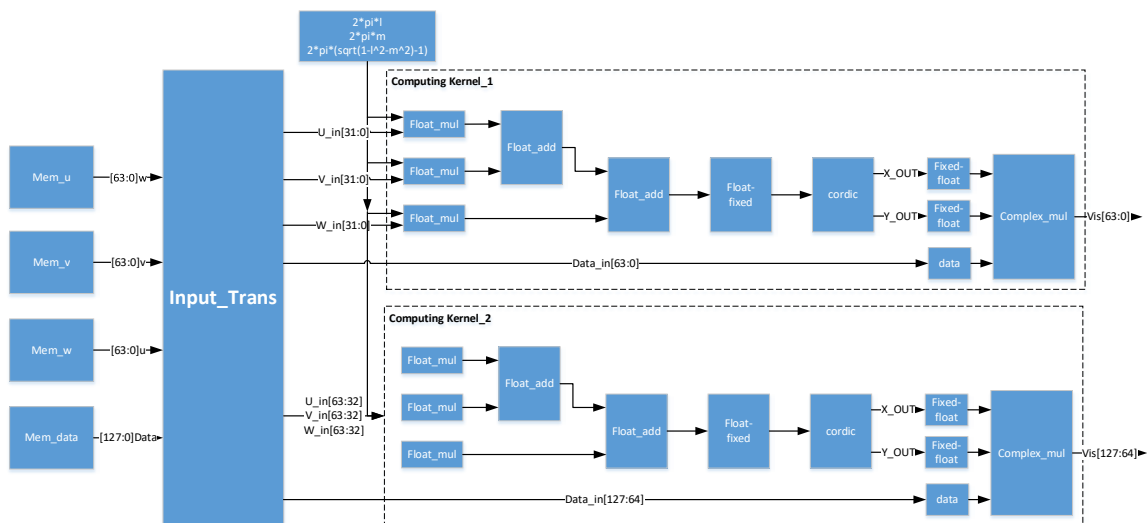 2*pi*l
2*pi*m
2*pi*(sqrt(1-l^2-m^2)-1)
Computing Kernel_1
Mem_u
[63:0]w
Mem_v
[63:0]v
Mem_w
[63:0]u
Mem_data
[127:0]Data
Input_Trans
U_in[31:0]
V_in[31:0]
W_in[31:0]
Float_mul
Float_mul
Float_mul
Float_add
Float_add
Float-
fixed
cordic
X_OUT
Y_OUT
Fixed-
float
Fixed-
float
Complex_mul
Vis[63:0]
Data_in[63:0]
data
Computing Kernel_2
U_in[63:32]
V_in[63:32]
W_in[63:32]
Float_mul
Float_mul
Float_mul
Float_add
Float_add
Float-
fixed
cordic
X_OUT
Y_OUT
Fixed-
float
Fixed-
float
Complex_mul
Vis[127:64]
Data_in[127:64]
data